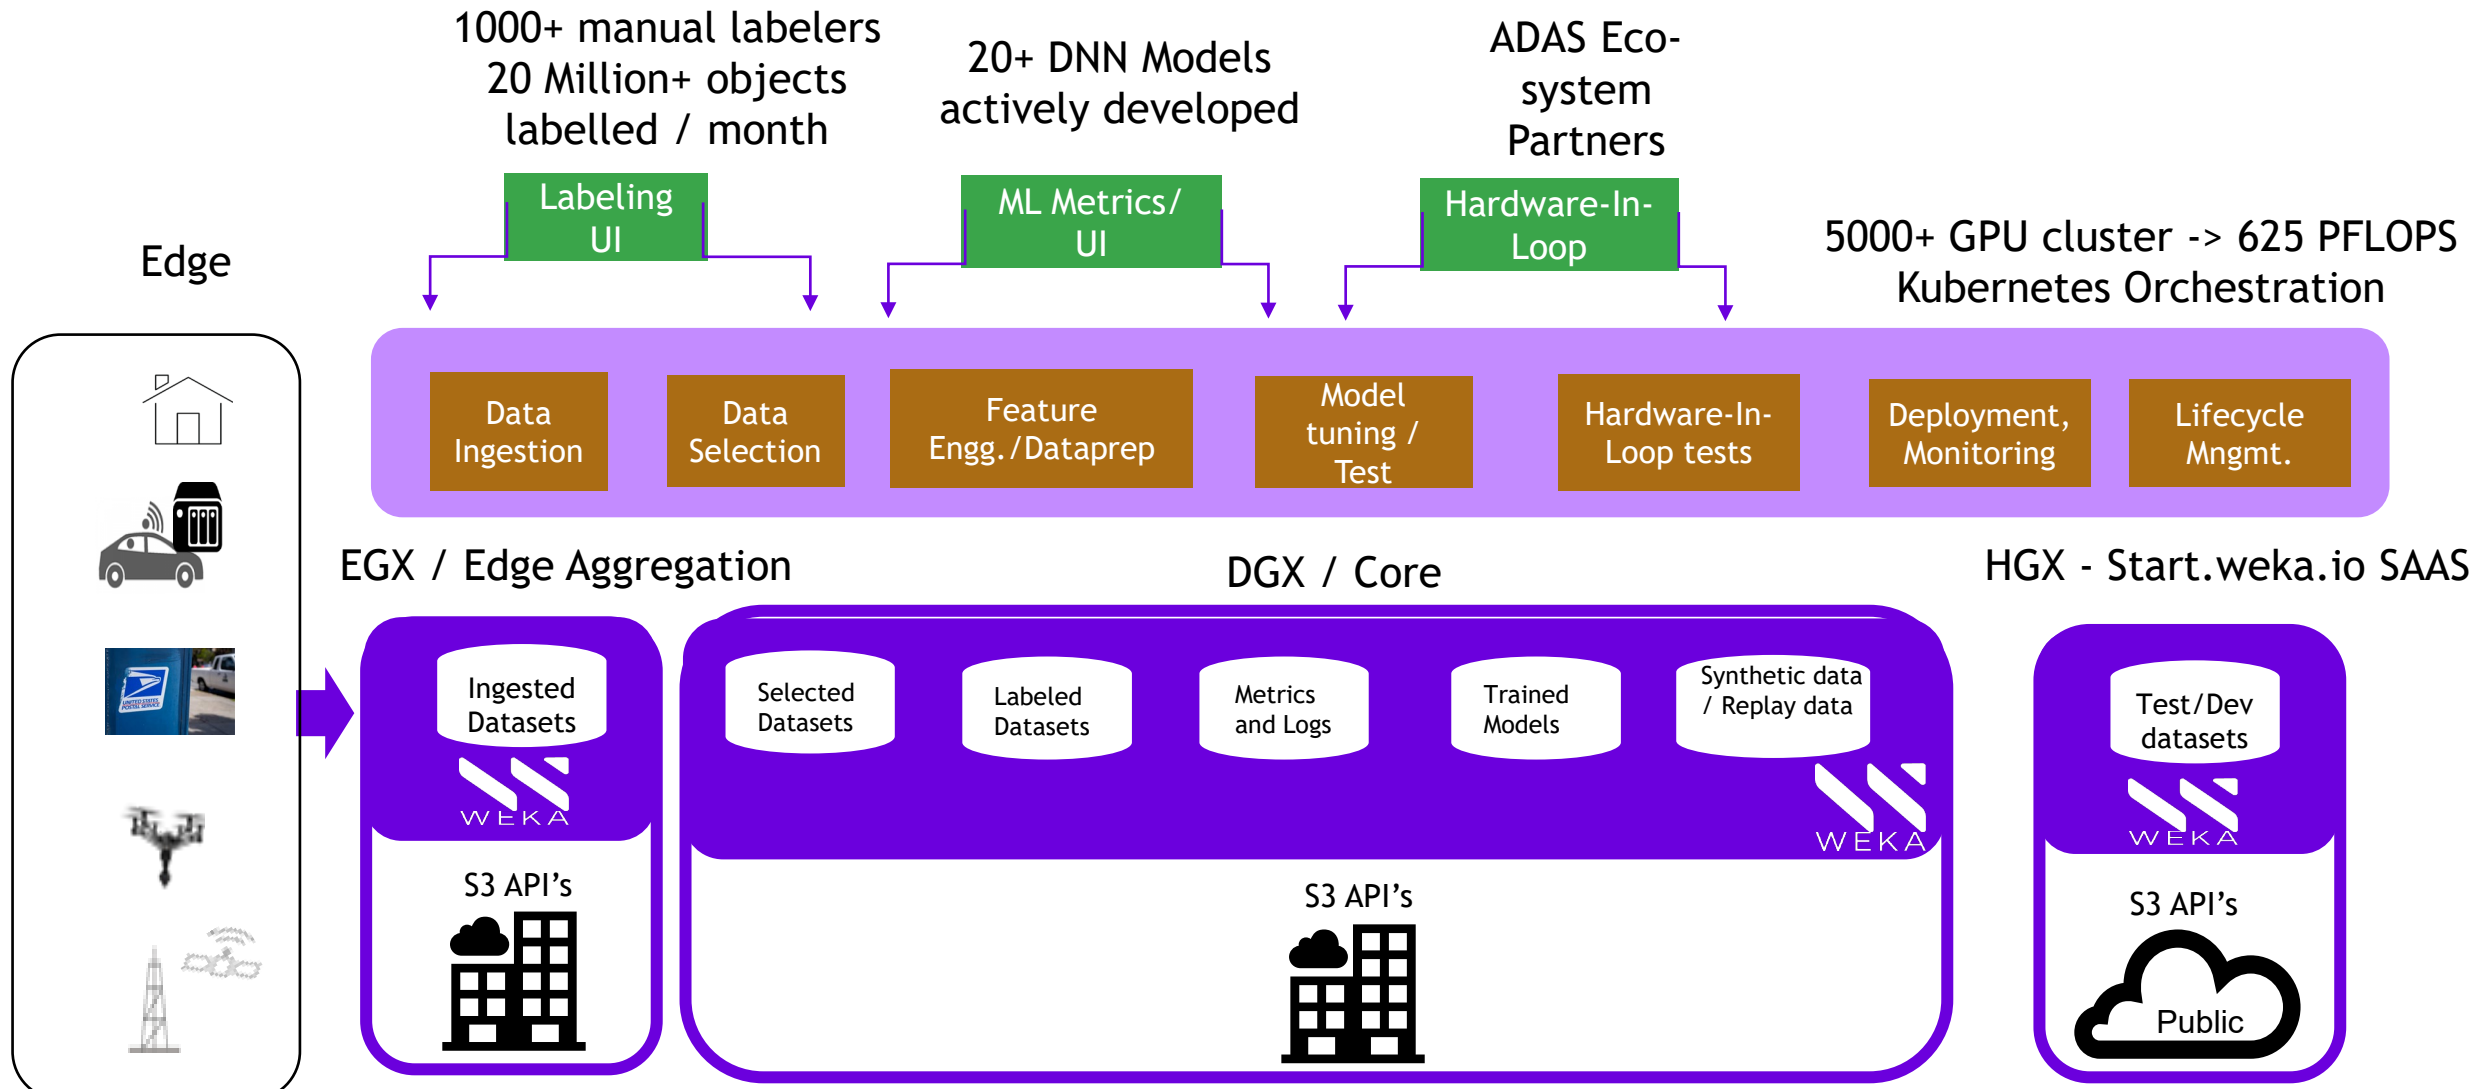 1000+ manual labelers
20 Million+ objects
labelled / month
20+ DNN Models
actively developed
ADAS Eco-
system
Partners
Labeling
UI
ML Metrics/
UI
Hardware-In-
Loop
5000+ GPU cluster -> 625 PFLOPS
Kubernetes Orchestration
Edge
Data
Ingestion
Data
Selection
Feature
Engg./Dataprep
Model
tuning /
Test
Hardware-In-
Loop tests
Deployment,
Monitoring
Lifecycle
Mngmt.
EGX / Edge Aggregation
DGX / Core
HGX - Start.weka.io SAAS
UNITED STATES
POSTAL SERVICE
Ingested
Datasets
WEKA
S3 API’s
Selected
Datasets
Labeled
Datasets
Metrics
and Logs
Trained
Models
Synthetic data
/ Replay data
WEKA
S3 API’s
Test/Dev
datasets
WEKA
S3 API’s
Public